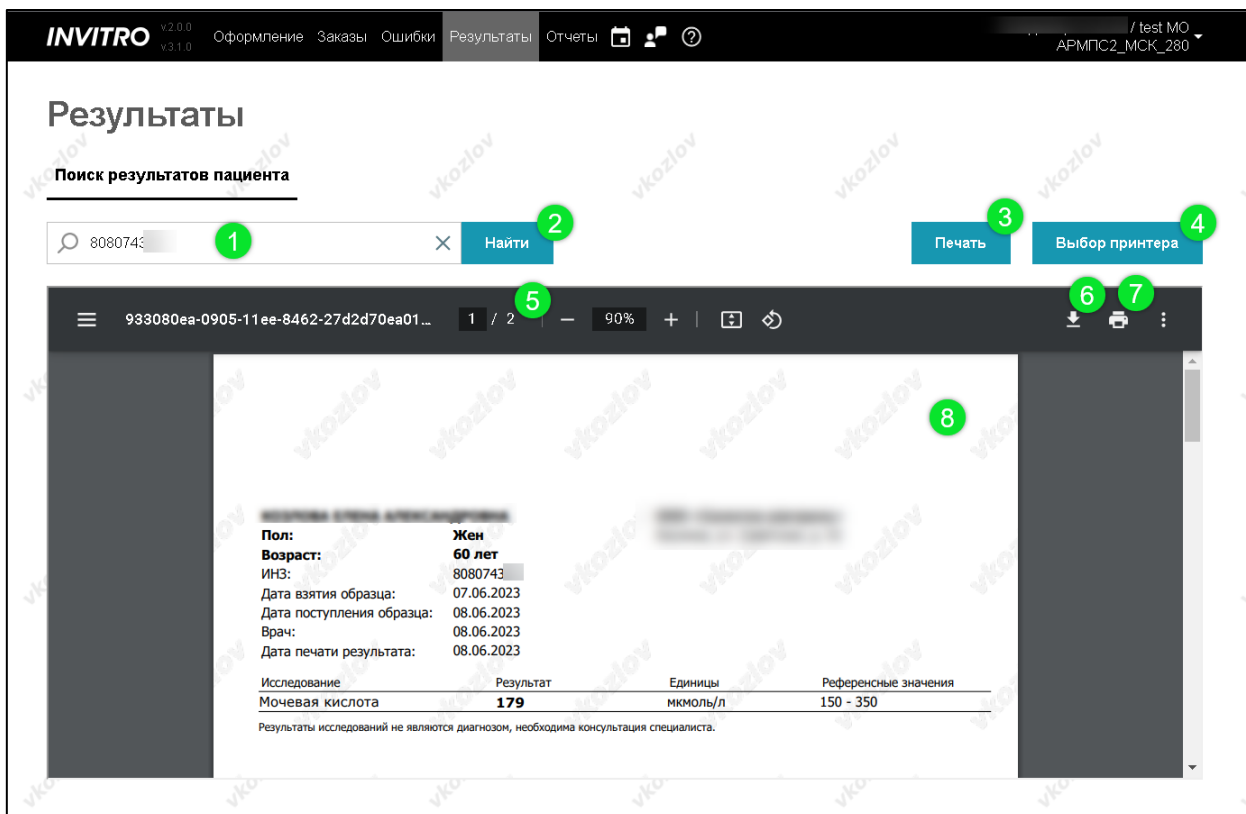 INVITRO v.2.0.0 Оформление Заказы Ошибки Результаты Отчеты / test МО
v.3.1.0 АРМПС2_МСК_280
Результаты
Поиск результатов пациента
808074 1 Найти 2 Печать 3 Выбор принтера 4
933080ea-0905-11ee-8462-27d2d70ea01... 1 / 2 5 90% 6 7
8
Пол: Жен
Возраст: 60 лет
ИНЗ: 8080743
Дата взятия образца: 07.06.2023
Дата поступления образца: 08.06.2023
Врач: 08.06.2023
Дата печати результата: 08.06.2023
Исследование Результат Единицы Референсные значения
Мочевая кислота 179 мкмоль/л 150 - 350
Результаты исследований не являются диагнозом, необходима консультация специалиста.
vkozlov